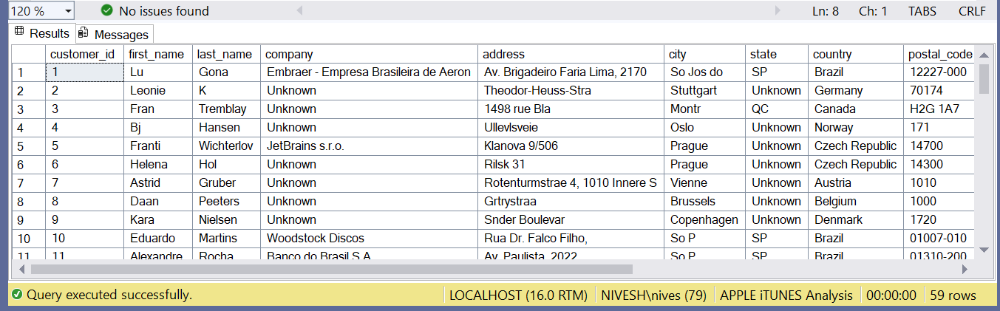 120 % No issues found Ln: 8 Ch: 1 TABS CRLF
Results Messages
customer_id first_name last_name company address city state country postal_code
1 1 Lu Gona Embraer - Empresa Brasileira de Aeron Av. Brigadeiro Faria Lima, 2170 So Jos do SP Brazil 12227-000
2 2 Leonie K Unknown Theodor-Heuss-Stra Stuttgart Unknown Germany 70174
3 3 Fran Tremblay Unknown 1498 rue Bla Montr QC Canada H2G 1A7
4 4 Bj Hansen Unknown Ullevlsveie Oslo Unknown Norway 171
5 5 Franti Wichterlov JetBrains s.r.o. Klanova 9/506 Prague Unknown Czech Republic 14700
6 6 Helena Hol Unknown Rilsk 31 Prague Unknown Czech Republic 14300
7 7 Astrid Gruber Unknown Rotenturmstrae 4, 1010 Innere S Vienne Unknown Austria 1010
8 8 Daan Peeters Unknown Grtrystraa Brussels Unknown Belgium 1000
9 9 Kara Nielsen Unknown Snder Boulevar Copenhagen Unknown Denmark 1720
10 10 Eduardo Martins Woodstock Discos Rua Dr. Falco Filho, So P SP Brazil 01007-010
11 11 Alexandre Rocha Banco do Brasil S.A. Av. Paulista, 2022 So P SP Brazil 01310-200
Query executed successfully. LOCALHOST (16.0 RTM) NIVESH\nives (79) APPLE iTUNES Analysis 00:00:00 59 rows